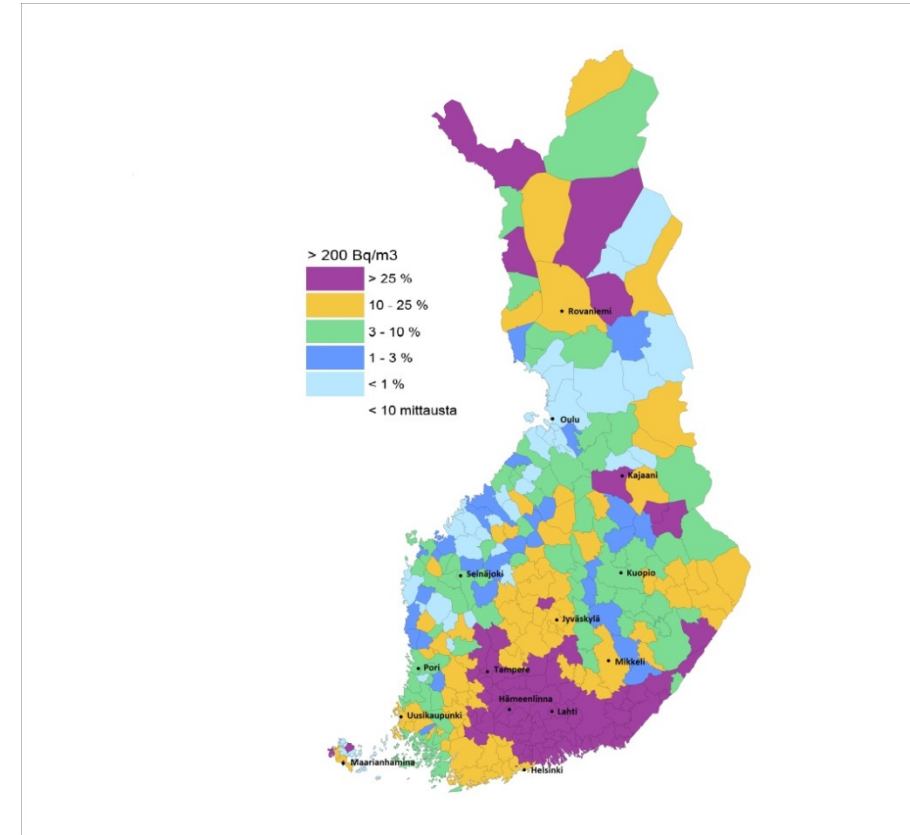 > 200 Bq/m3
> 25 %
10 - 25 %
3 - 10 %
1 - 3 %
< 1 %
< 10 mittausta
Rovaniemi
Oulu
Kajaani
Seinäjoki
Kuopio
Jyväskylä
Mikkeli
Pori
Tampere
Hämeenlinna
Lahti
Uusikaupunki
Maarianhamina
Helsinki